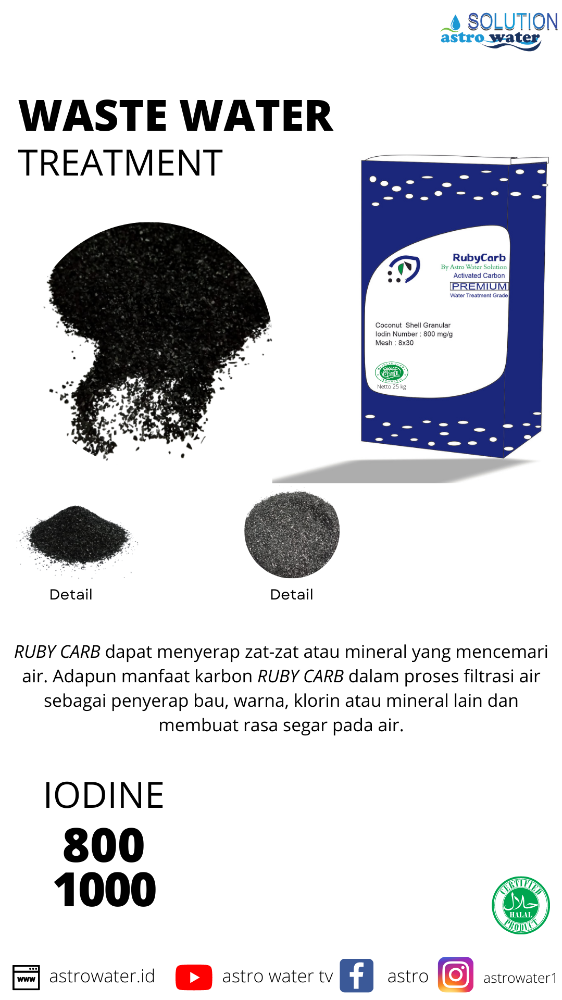 SOLUTION
astro water
WASTE WATER
TREATMENT
RubyCarb
By Astro Water Solution
Activated Carbon
PREMIUM
Water Treatment Grade
Coconut Shell Granular
Iodin Number : 800 mg/g
Mesh : 8x30
Netto 25 kg
Detail
Detail
RUBY CARB dapat menyerap zat-zat atau mineral yang mencemari
air. Adapun manfaat karbon RUBY CARB dalam proses filtrasi air
sebagai penyerap bau, warna, klorin atau mineral lain dan
membuat rasa segar pada air.
IODINE
800
1000
CERTIFIED
حلال
HALAL
PRODUCT
www astrowater.id
astro water tv
astro
astrowater1